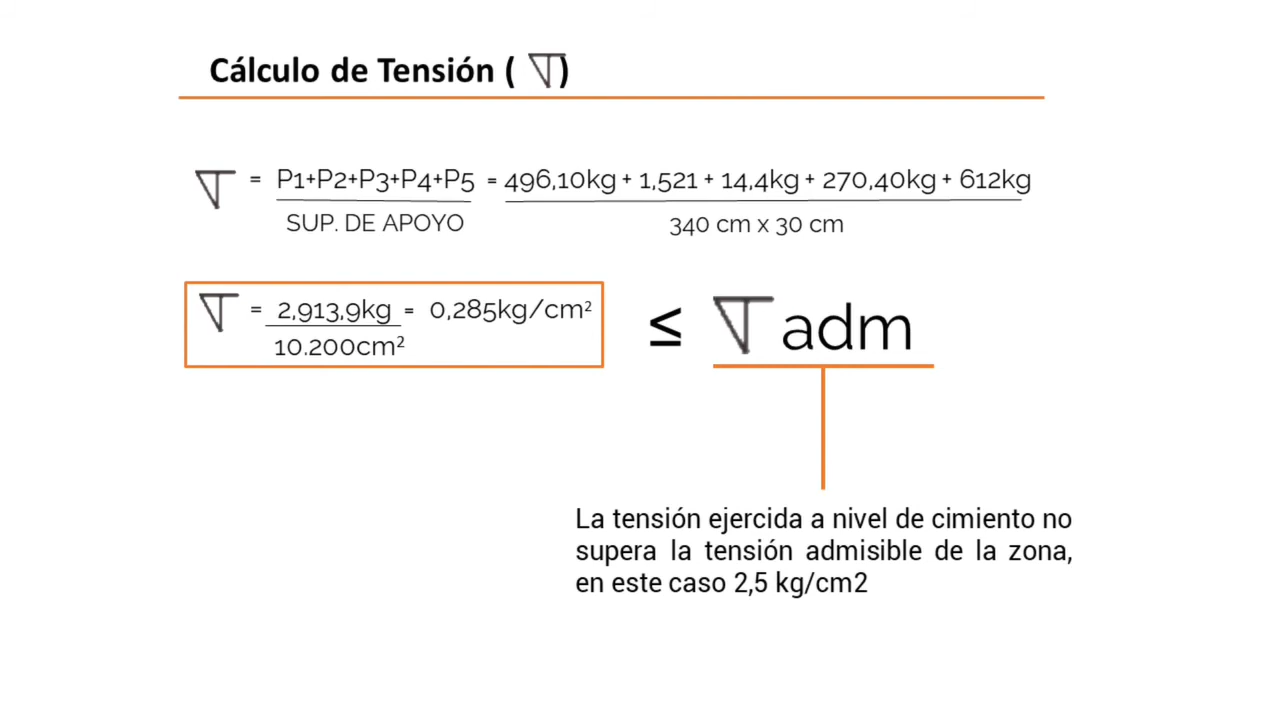 Cálculo de Tensión ( )
= P1+P2+P3+P4+P5 = 496,10kg + 1,521 + 14,4kg + 270,40kg + 612kg
SUP. DE APOYO 340 cm x 30 cm
= 2,913,9kg = 0,285kg/cm² ≤ adm
10.200cm²
La tensión ejercida a nivel de cimiento no
supera la tensión admisible de la zona,
en este caso 2,5 kg/cm2